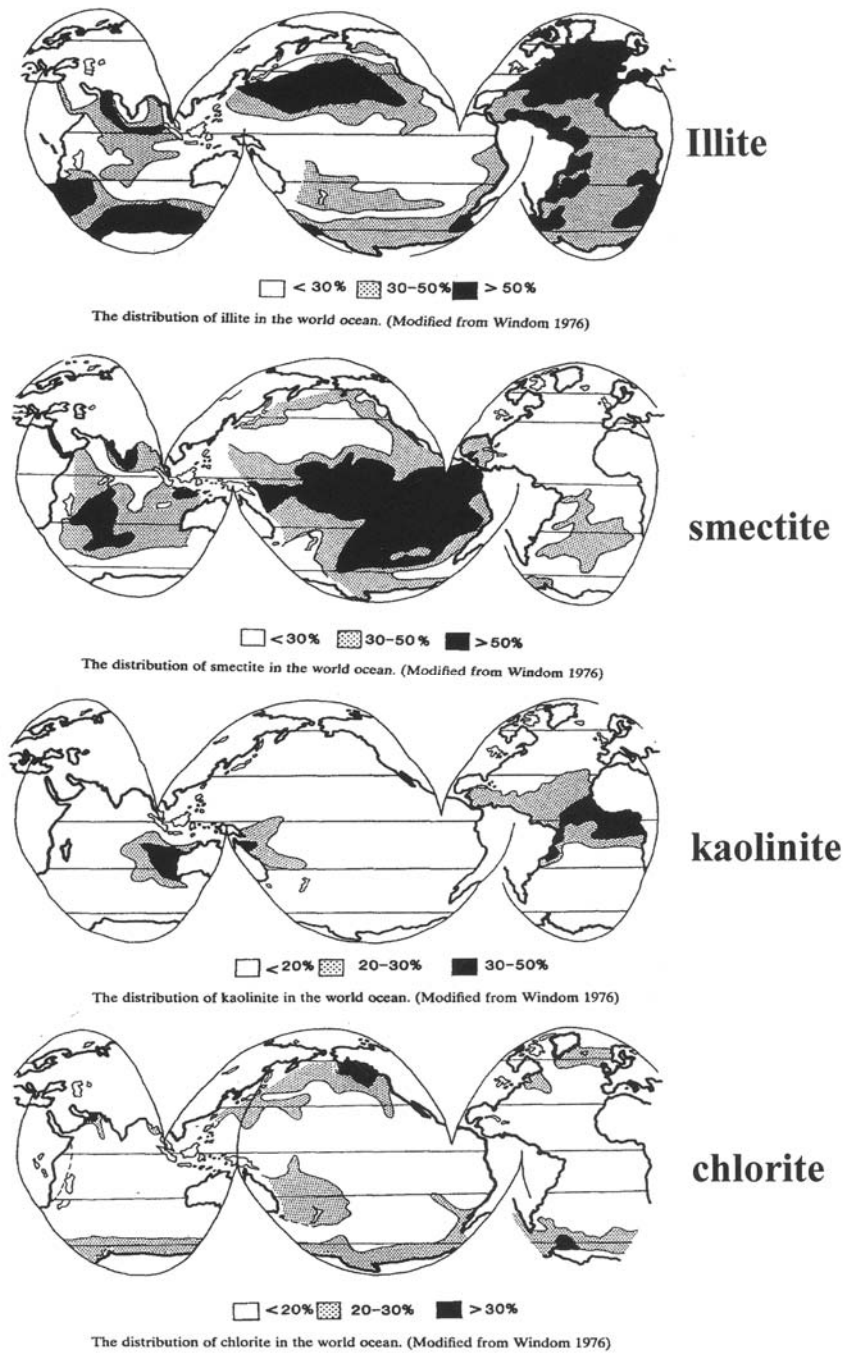 Illite
< 30% 30-50% > 50%
The distribution of illite in the world ocean. (Modified from Windom 1976)
smectite
<30% 30-50% >50%
The distribution of smectite in the world ocean. (Modified from Windom 1976)
kaolinite
<20% 20-30% 30-50%
The distribution of kaolinite in the world ocean. (Modified from Windom 1976)
chlorite
<20% 20-30% >30%
The distribution of chlorite in the world ocean. (Modified from Windom 1976)